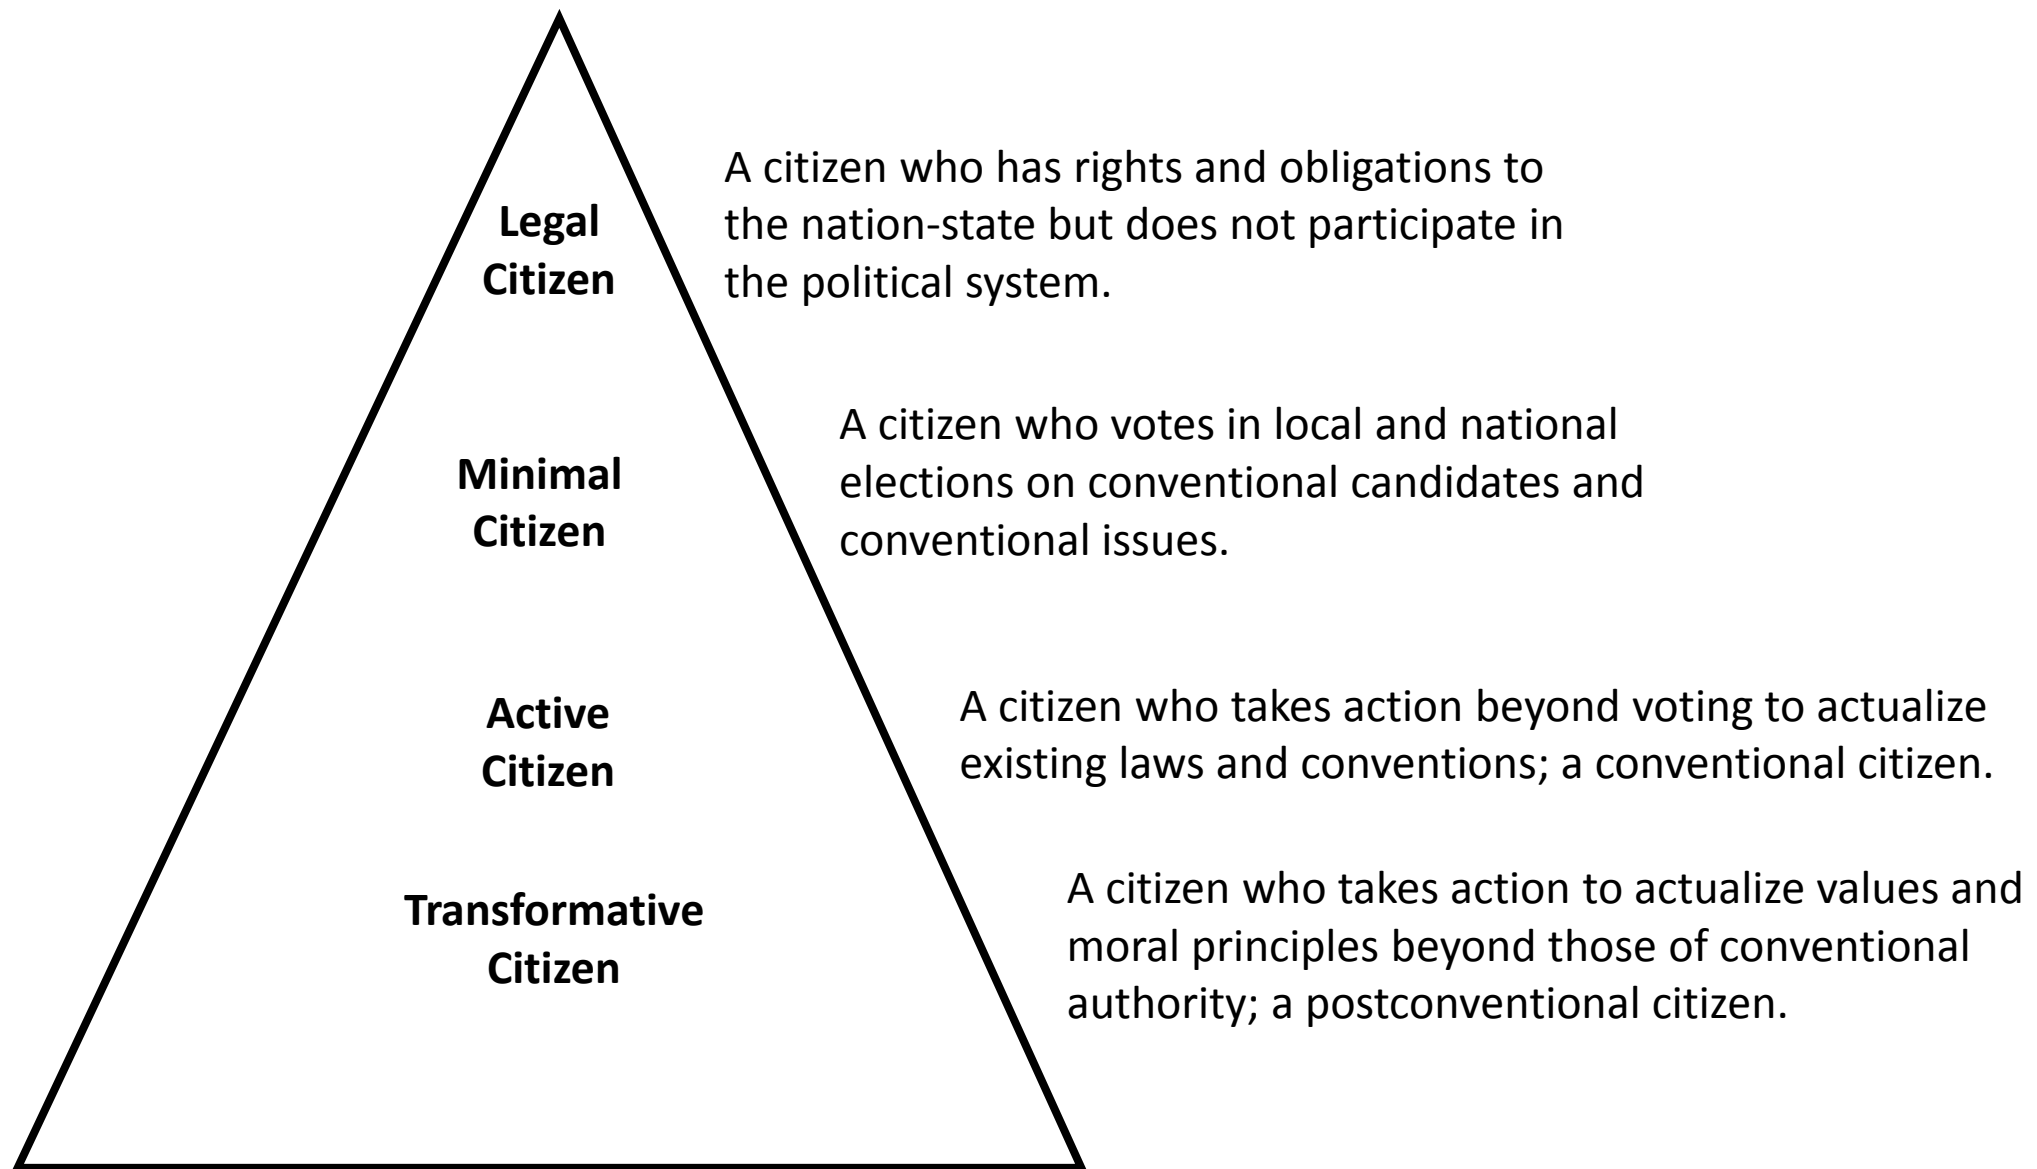 Legal
Citizen
A citizen who has rights and obligations to
the nation-state but does not participate in
the political system.
Minimal
Citizen
A citizen who votes in local and national
elections on conventional candidates and
conventional issues.
Active
Citizen
A citizen who takes action beyond voting to actualize
existing laws and conventions; a conventional citizen.
Transformative
Citizen
A citizen who takes action to actualize values and
moral principles beyond those of conventional
authority; a postconventional citizen.